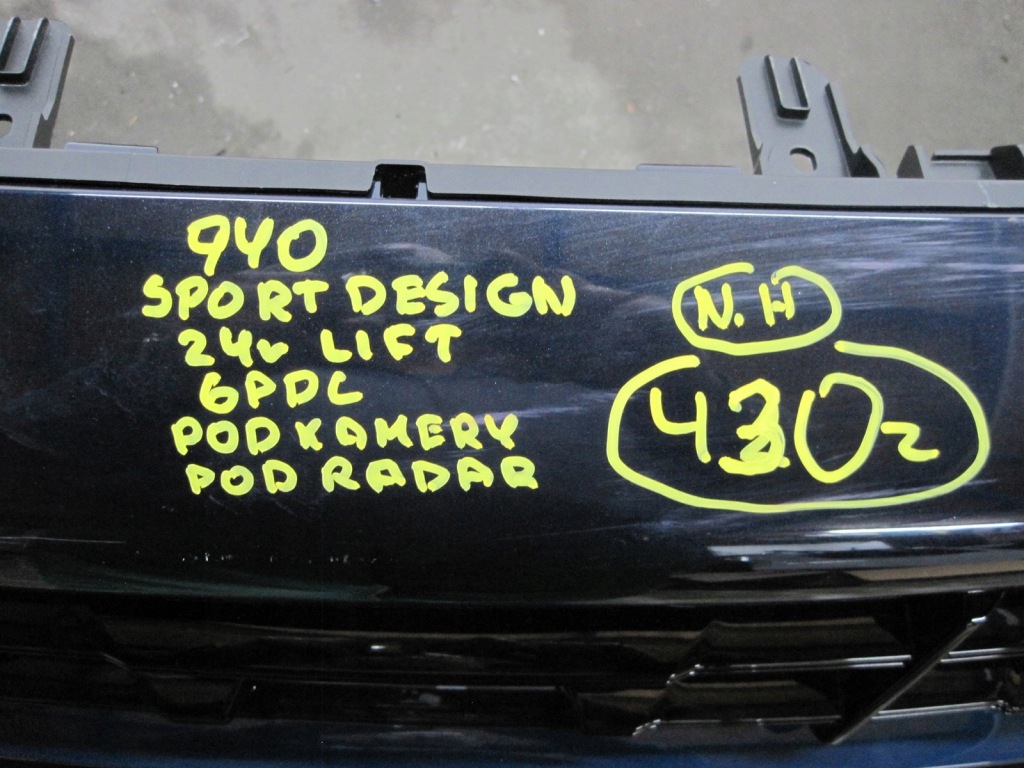 940
SPORT DESIGN
24r LIFT
6PDC
POD KAMERY
POD RADAR
N.H
430z